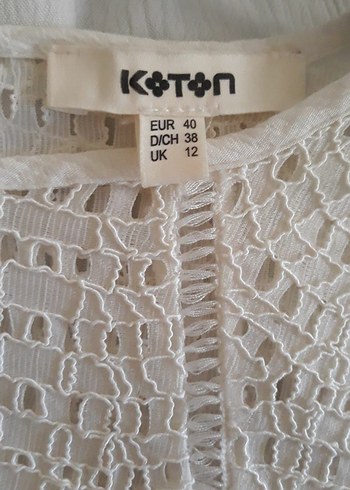 KOTON
EUR 40
D/CH 38
UK 12